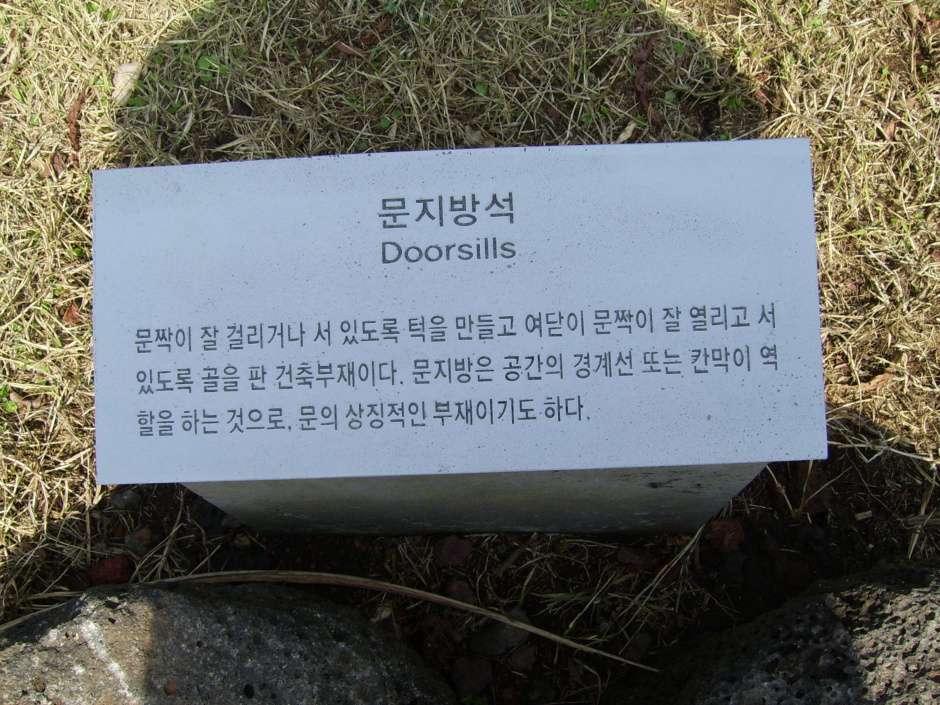 문지방석
Doorsills
문짝이 잘 걸리거나 서 있도록 턱을 만들고 여닫이 문짝이 잘 열리고 서
있도록 골을 판 건축부재이다. 문지방은 공간의 경계선 또는 칸막이 역
할을 하는 것으로, 문의 상징적인 부재이기도 하다.